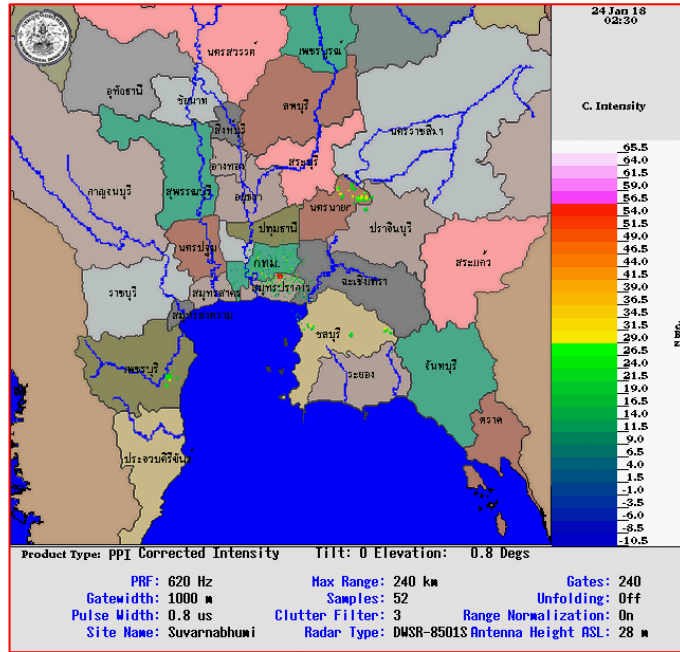 24 Jan 18
02:30
C. Intensity
65.5
64.0
61.5
59.0
56.5
54.0
51.5
49.0
46.5
44.0
41.5
39.0
36.5
34.0
31.5
29.0
26.5
24.0
21.5
19.0
16.5
14.0
11.5
9.0
6.5
4.0
1.5
-1.0
-3.5
-6.0
-8.5
-10.5
นครสวรรค์
เพชรบูรณ์
อุทัยธานี
ชัยนาท
ลพบุรี
สิงห์บุรี
นครราชสีมา
สระบุรี
อ่างทอง
กาญจนบุรี
สุพรรณบุรี
อยุธยา
นครนายก
ปราจีนบุรี
ปทุมธานี
นครปฐม
กทม.
สระแก้ว
ฉะเชิงเทรา
ราชบุรี
สมุทรสาคร
สมุทรปราการ
สมุทรสงคราม
ชลบุรี
เพชรบุรี
ระยอง
จันทบุรี
ตราด
ประจวบคีรีขันธ์
Product Type: PPI Corrected Intensity Tilt: 0 Elevation: 0.8 Degs
PRF: 620 Hz Max Range: 240 km Gates: 240
Gatewidth: 1000 m Samples: 52 Unfolding: Off
Pulse Width: 0.8 us Clutter Filter: 3 Range Normalization: On
Site Name: Suvarnabhumi Radar Type: DWSR-8501S Antenna Height ASL: 28 m